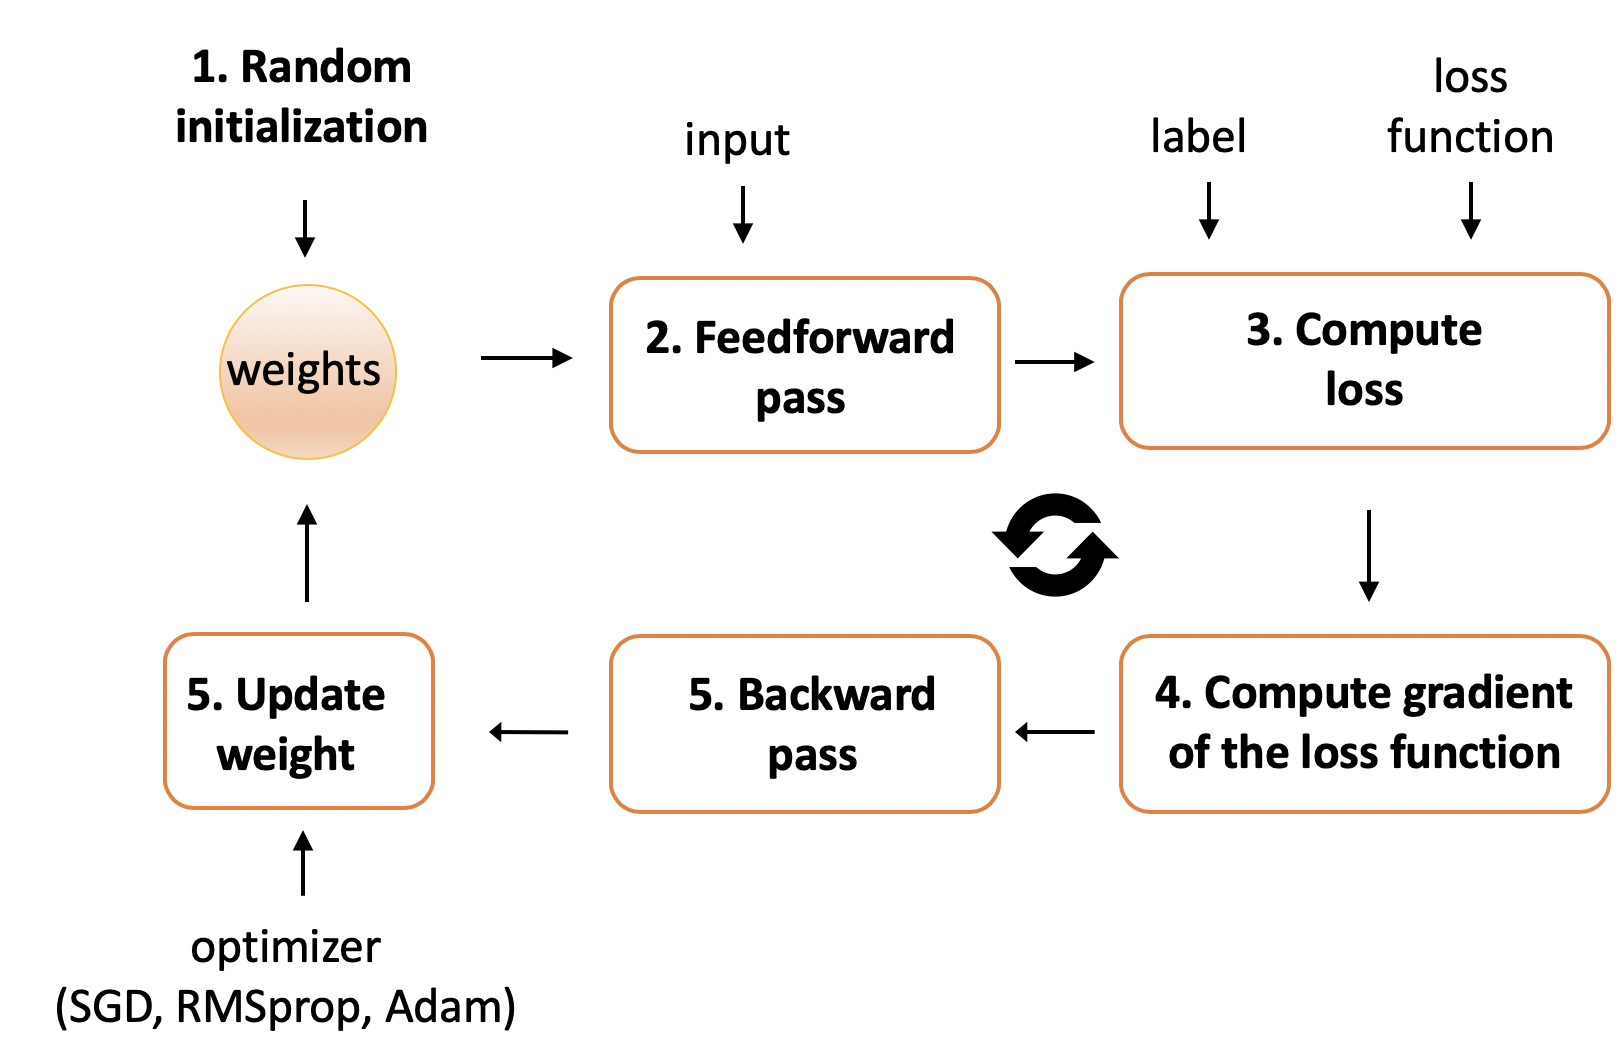 1. Random
initialization
input
label
loss
function
weights
2. Feedforward
pass
3. Compute
loss
5. Update
weight
5. Backward
pass
4. Compute gradient
of the loss function
optimizer
(SGD, RMSprop, Adam)